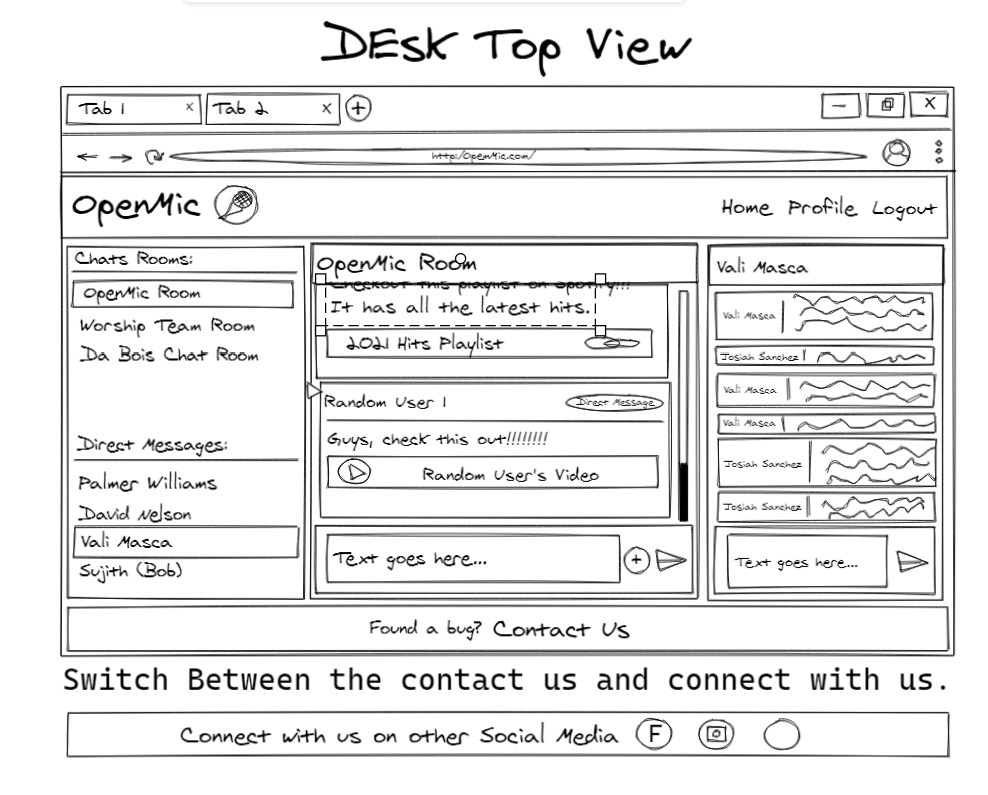 DEsk Top View
Tab 1 x Tab 2 x +
http:/OpenMic.com/
OpenMic
Home Profile Logout
Chats Rooms:
OpenMic Room
Worship Team Room
Da Bois Chat Room
Direct Messages:
Palmer Williams
David Nelson
Vali Masca
Sujith (Bob)
OpenMic Room
Checkout this playlist on Spotify!!!
It has all the latest hits.
2021 Hits Playlist
Random User 1
Direct Message
Guys, check this out!!!!!!!!
Random User's Video
Text goes here...
Vali Masca
Vali Masca
Josiah Sanchez
Vali Masca
Vali Masca
Josiah Sanchez
Josiah Sanchez
Text goes here...
Found a bug? Contact Us
Switch Between the contact us and connect with us.
Connect with us on other Social Media F